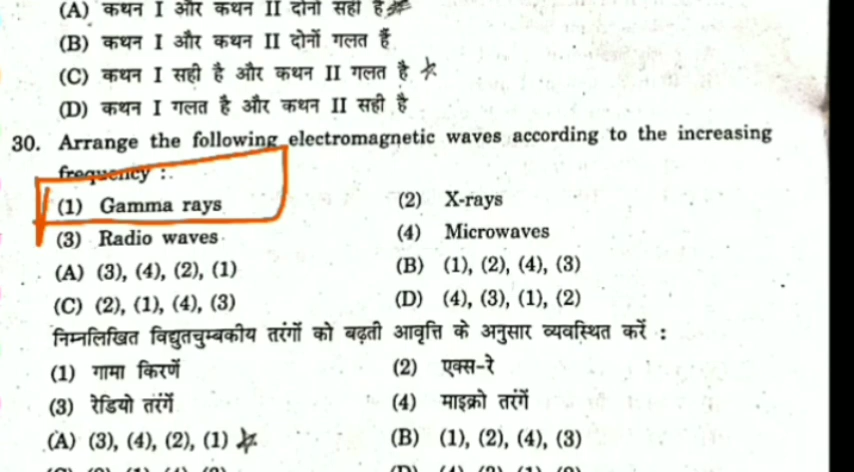 (A) कथन I और कथन II दोनों सही हैं
(B) कथन I और कथन II दोनों गलत हैं
(C) कथन I सही है और कथन II गलत है
(D) कथन I गलत है और कथन II सही है
30. Arrange the following electromagnetic waves according to the increasing
frequency :
(1) Gamma rays (2) X-rays
(3) Radio waves (4) Microwaves
(A) (3), (4), (2), (1) (B) (1), (2), (4), (3)
(C) (2), (1), (4), (3) (D) (4), (3), (1), (2)
निम्नलिखित विद्युतचुम्बकीय तरंगों को बढ़ती आवृत्ति के अनुसार व्यवस्थित करें :
(1) गामा किरणें (2) एक्स-रे
(3) रेडियो तरंगें (4) माइक्रो तरंगें
(A) (3), (4), (2), (1) (B) (1), (2), (4), (3)